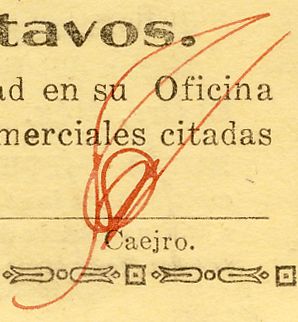 tavos.
ad en su Oficina
merciales citadas
Caejro.